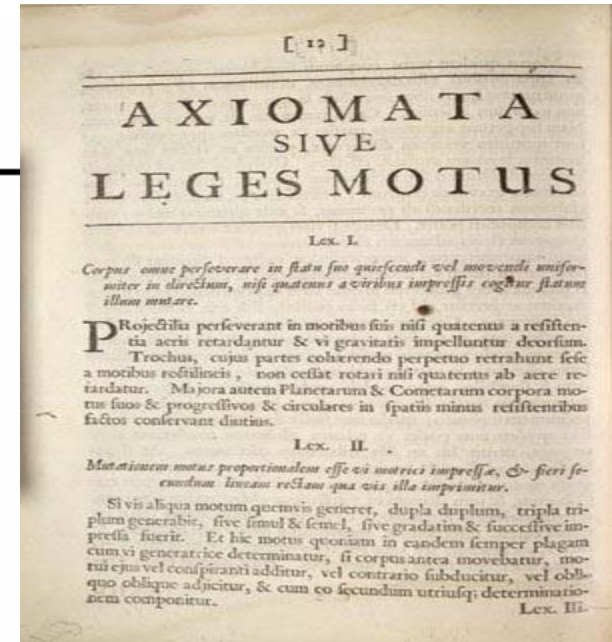 [ 12 ]
AXIOMATA
SIVE
LEGES MOTUS
Lex. I.
Corpus omne perſeverare in ſtatu ſuo quieſcendi vel movendi unifor-
miter in directum, niſi quatenus a viribus impreſſis cogitur ſtatum
illum mutare.
PRojectilia perſeverant in motibus ſuis niſi quatenus a reſiſten-
tia aeris retardantur & vi gravitatis impelluntur deorſum.
Trochus, cujus partes cohærendo perpetuo retrahunt ſeſe
a motibus rectilineis, non ceſſat rotari niſi quatenus ab aere re-
tardatur. Majora autem Planetarum & Cometarum corpora mo-
tus ſuos & progreſſivos & circulares in ſpatiis minus reſiſtentibus
factos conſervant diutius.
Lex. II.
Mutationem motus proportionalem eſſe vi motrici impreſſæ, & fieri ſe-
cundum lineam rectam qua vis illa imprimitur.
Si vis aliqua motum quemvis generet, dupla duplum, tripla tri-
plum generabit, ſive ſimul & ſemel, ſive gradatim & ſucceſſive im-
preſſa fuerit. Et hic motus quoniam in eandem ſemper plagam
cum vi generatrice determinatur, ſi corpus antea movebatur, mo-
tui ejus vel conſpiranti additur, vel contrario ſubducitur, vel obli-
quo oblique adjicitur, & cum eo ſecundum utriuſq; determinatio-
nem componitur.
Lex. III.